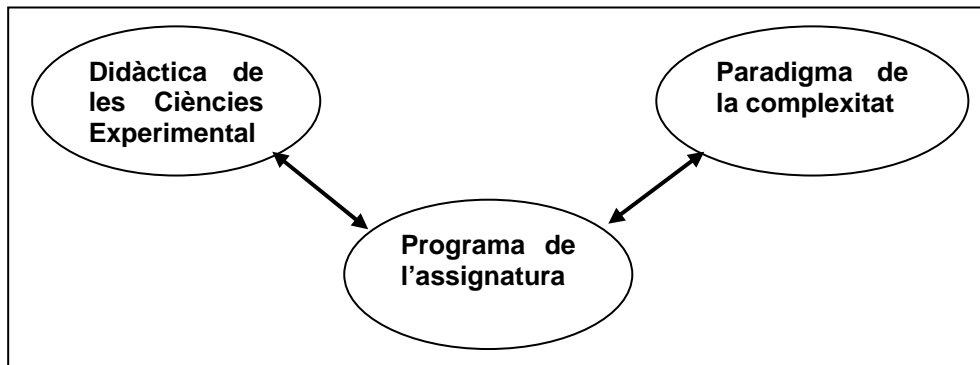 Didàctica de
les Ciències
Experimental
Paradigma de
la complexitat
Programa de
l'assignatura